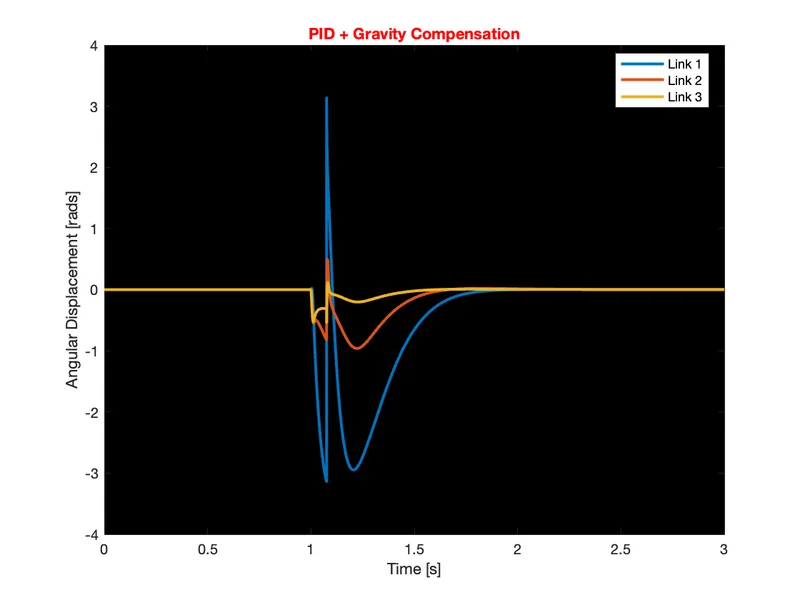 PID + Gravity Compensation
Link 1
Link 2
Link 3
Angular Displacement [rads]
4
3
2
1
0
-1
-2
-3
-4
0 0.5 1 1.5 2 2.5 3
Time [s]